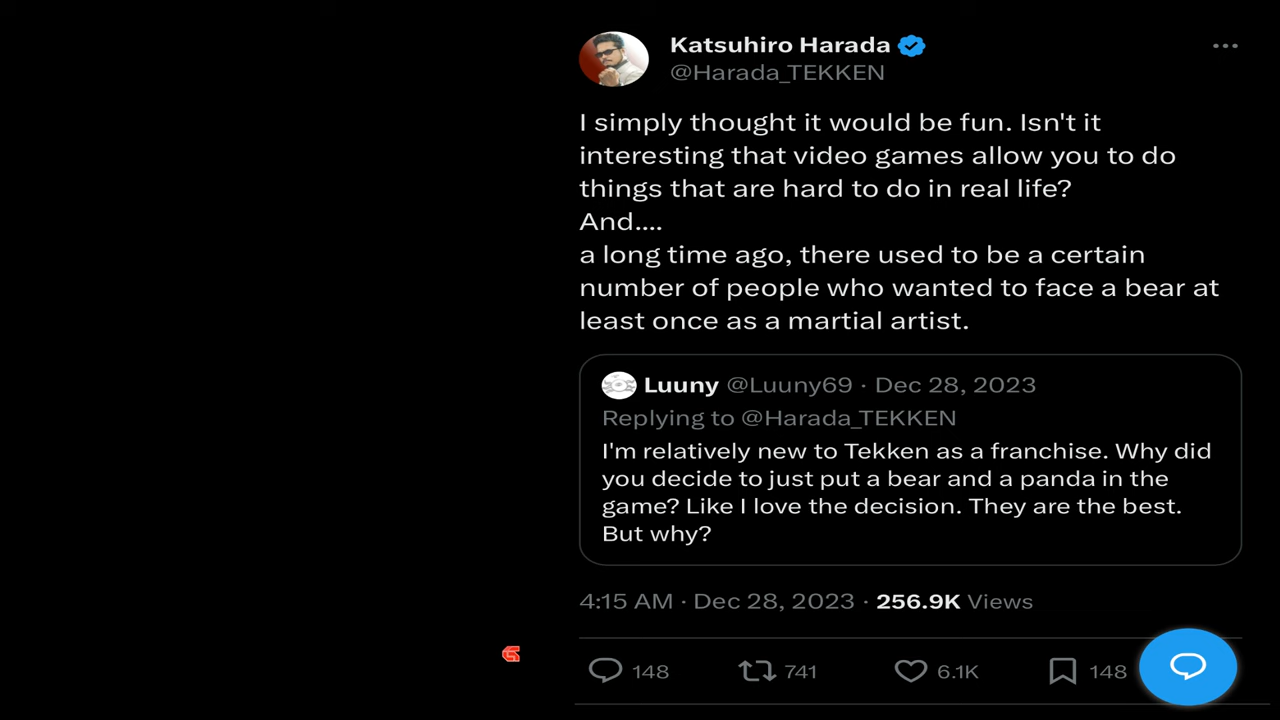 Katsuhiro Harada
@Harada_TEKKEN
I simply thought it would be fun. Isn't it
interesting that video games allow you to do
things that are hard to do in real life?
And....
a long time ago, there used to be a certain
number of people who wanted to face a bear at
least once as a martial artist.
Luuny @Luuny69 · Dec 28, 2023
Replying to @Harada_TEKKEN
I'm relatively new to Tekken as a franchise. Why did
you decide to just put a bear and a panda in the
game? Like I love the decision. They are the best.
But why?
4:15 AM · Dec 28, 2023 · 256.9K Views
148 741 6.1K 148